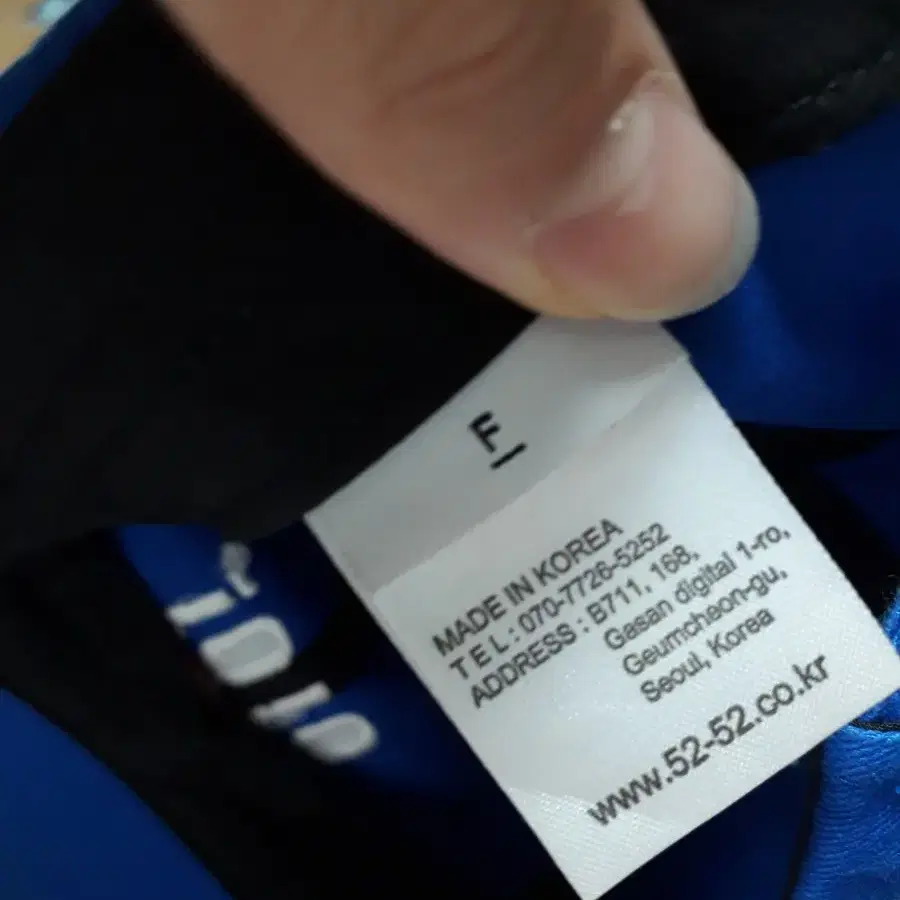 F
MADE IN KOREA
TEL : 070-7726-5252
ADDRESS : B711, 168,
Gasan digital 1-ro,
Geumcheon-gu,
Seoul, Korea
www.52-52.co.kr